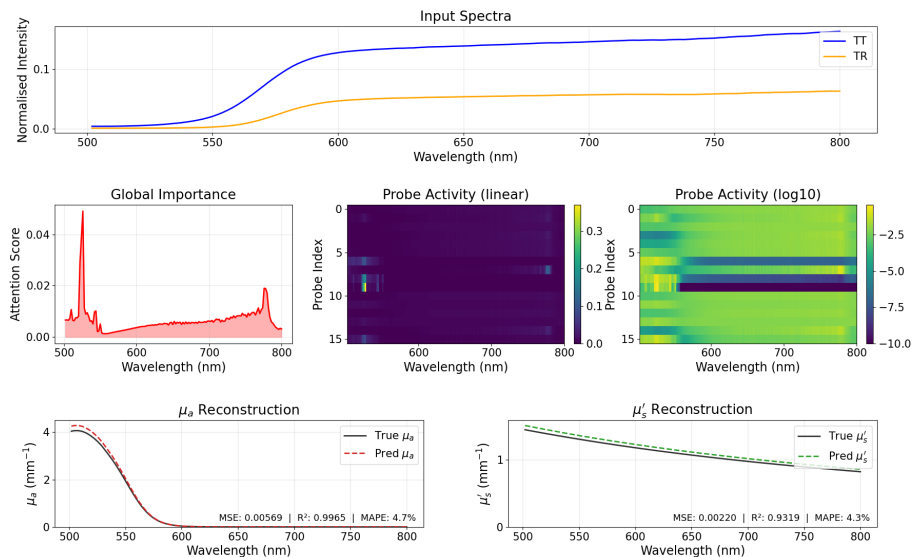 Input Spectra
Normalised Intensity
0.1
0.0
TT
TR
500 550 600 650 700 750 800
Wavelength (nm)
Global Importance
Attention Score
0.04
0.02
0.00
500 600 700 800
Wavelength (nm)
Probe Activity (linear)
Probe Index
0
5
10
15
600 700 800
Wavelength (nm)
0.3
0.2
0.1
0.0
Probe Activity (log10)
Probe Index
0
5
10
15
600 700 800
Wavelength (nm)
−2.5
−5.0
−7.5
−10.0
μa Reconstruction
μa (mm⁻¹)
4
2
0
True μa
Pred μa
MSE: 0.00569 | R²: 0.9965 | MAPE: 4.7%
500 550 600 650 700 750 800
Wavelength (nm)
μ's Reconstruction
μ's (mm⁻¹)
1
0
True μ's
Pred μ's
MSE: 0.00220 | R²: 0.9319 | MAPE: 4.3%
500 550 600 650 700 750 800
Wavelength (nm)